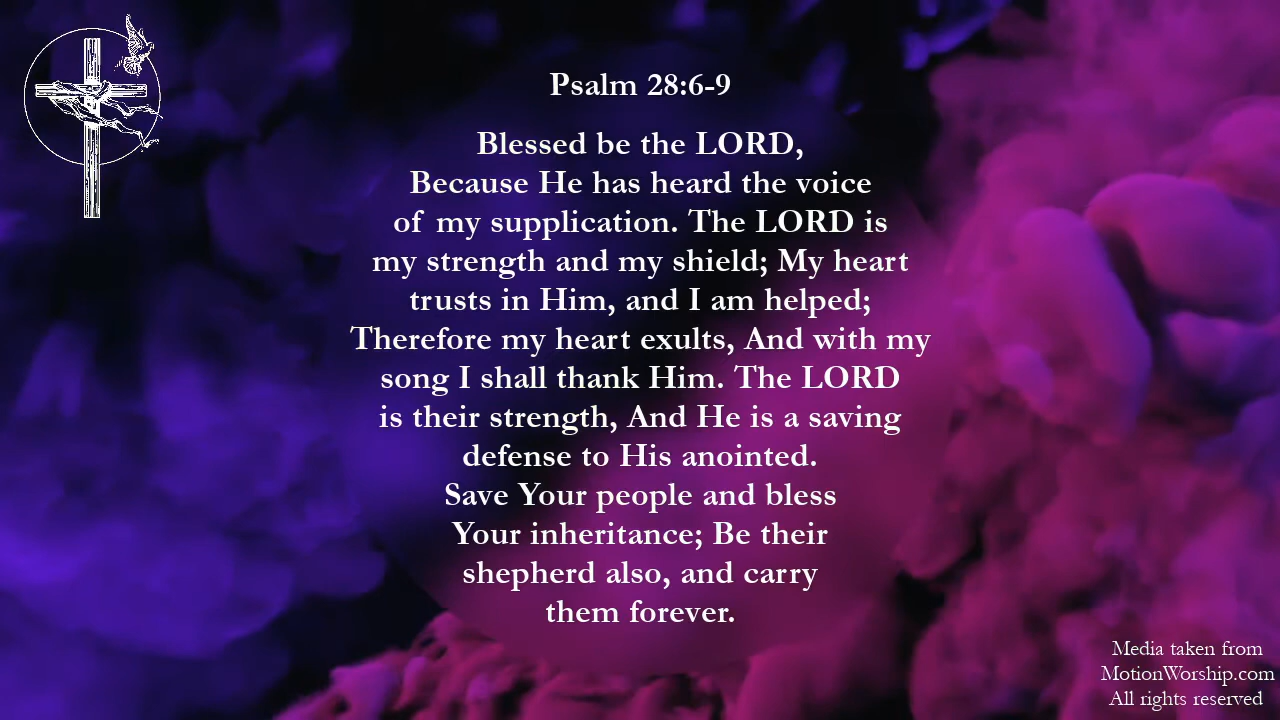 Psalm 28:6-9
Blessed be the LORD,
Because He has heard the voice
of my supplication. The LORD is
my strength and my shield; My heart
trusts in Him, and I am helped;
Therefore my heart exults, And with my
song I shall thank Him. The LORD
is their strength, And He is a saving
defense to His anointed.
Save Your people and bless
Your inheritance; Be their
shepherd also, and carry
them forever.
Media taken from
MotionWorship.com
All rights reserved